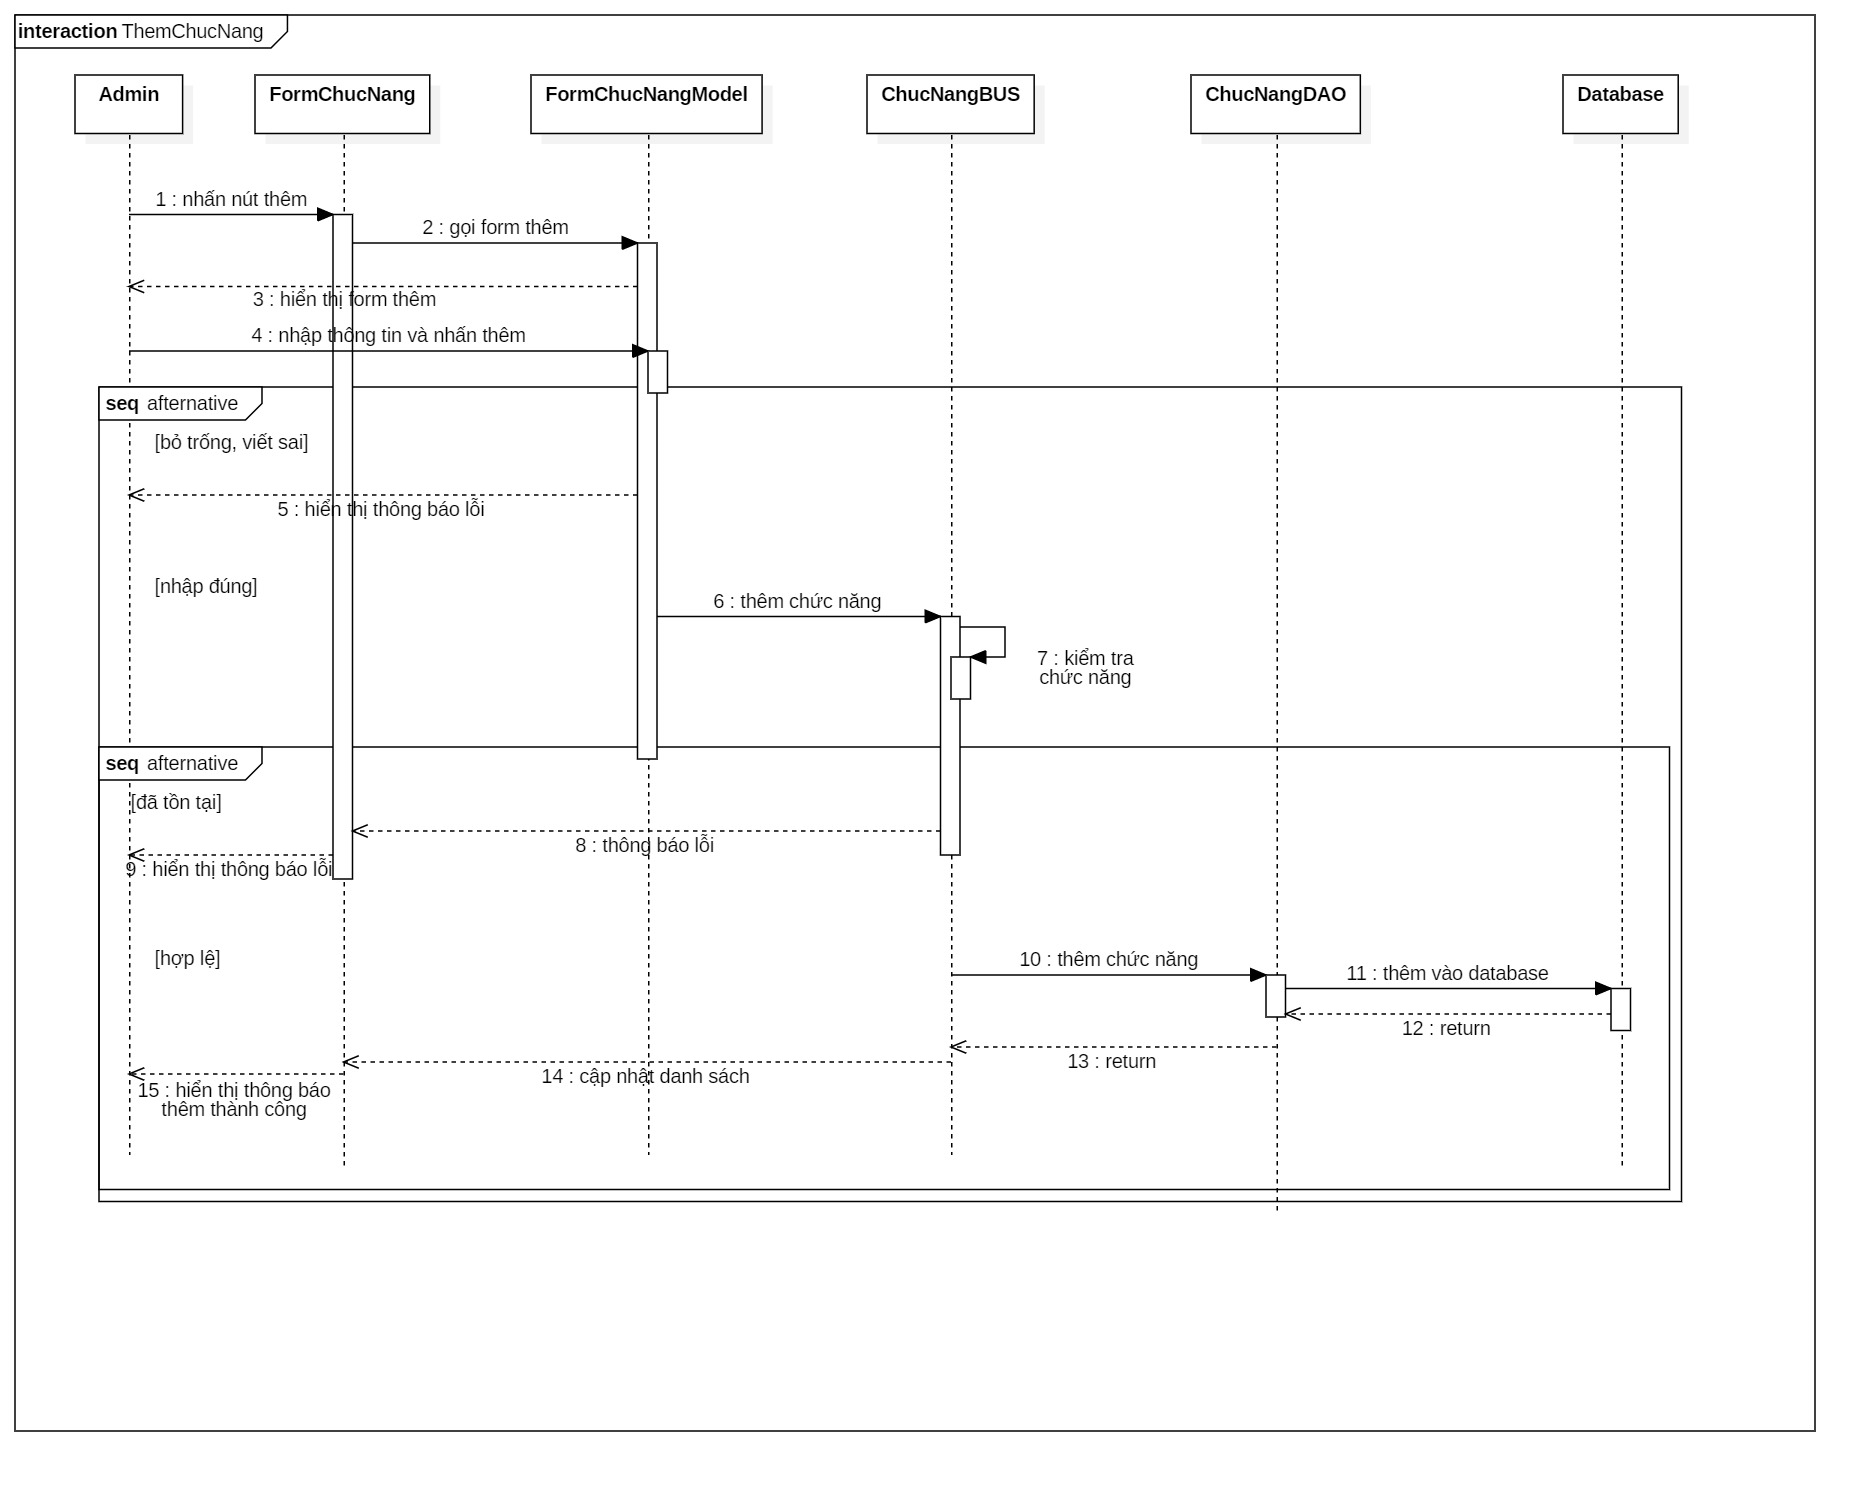 interaction ThemChucNang
Admin
FormChucNang
FormChucNangModel
ChucNangBUS
ChucNangDAO
Database
1 : nhấn nút thêm
2 : gọi form thêm
3 : hiển thị form thêm
4 : nhập thông tin và nhấn thêm
seq afternative
[bỏ trống, viết sai]
5 : hiển thị thông báo lỗi
[nhập đúng]
6 : thêm chức năng
7 : kiểm tra
chức năng
seq afternative
[đã tồn tại]
8 : thông báo lỗi
9 : hiển thị thông báo lỗi
[hợp lệ]
10 : thêm chức năng
11 : thêm vào database
12 : return
13 : return
14 : cập nhật danh sách
15 : hiển thị thông báo
thêm thành công